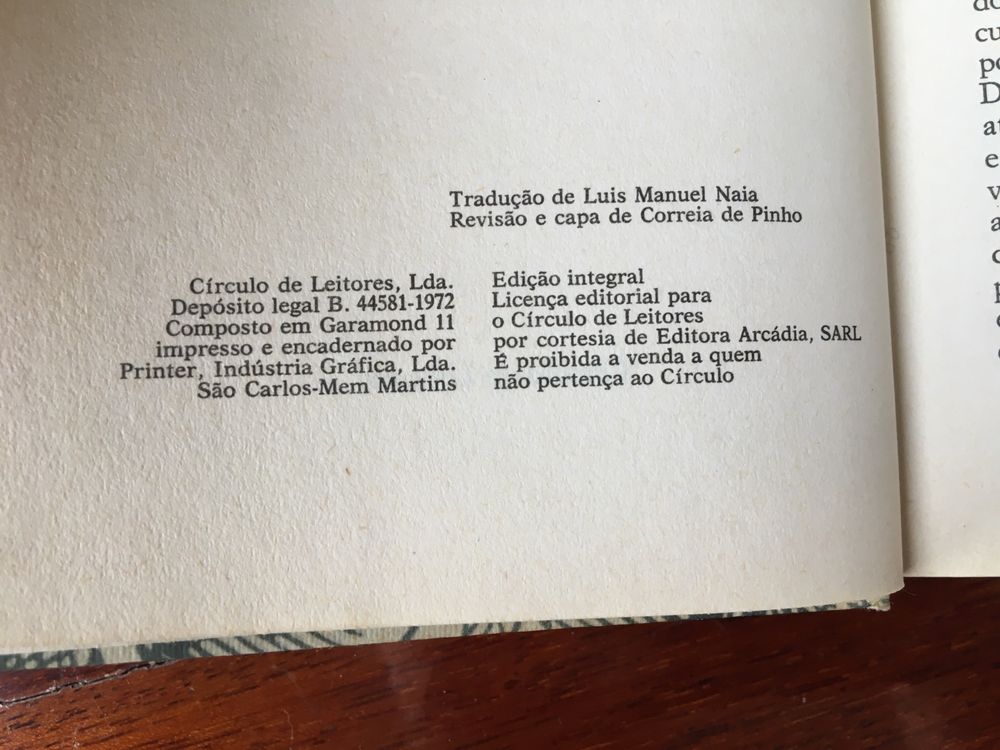 Tradução de Luis Manuel Naia
Revisão e capa de Correia de Pinho
Círculo de Leitores, Lda.
Depósito legal B. 44581-1972
Composto em Garamond 11
impresso e encadernado por
Printer, Indústria Gráfica, Lda.
São Carlos-Mem Martins
Edição integral
Licença editorial para
o Círculo de Leitores
por cortesia de Editora Arcádia, SARL
É proibida a venda a quem
não pertença ao Círculo